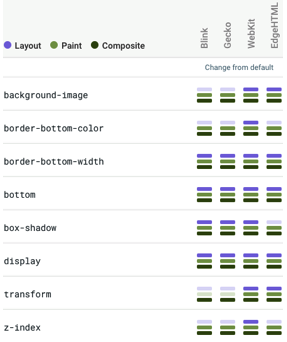 Blink
Gecko
WebKit
EdgeHTML
Layout Paint Composite
Change from default
background-image
border-bottom-color
border-bottom-width
bottom
box-shadow
display
transform
z-index